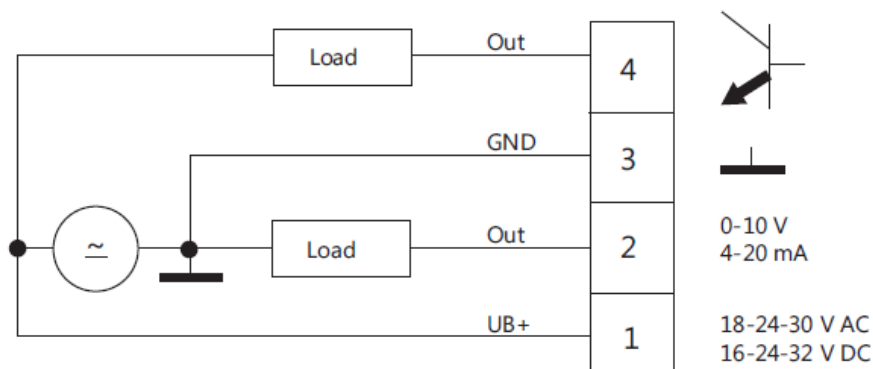 Load
Out
4
GND
3
~
Load
Out
2
0-10 V
4-20 mA
UB+
1
18-24-30 V AC
16-24-32 V DC